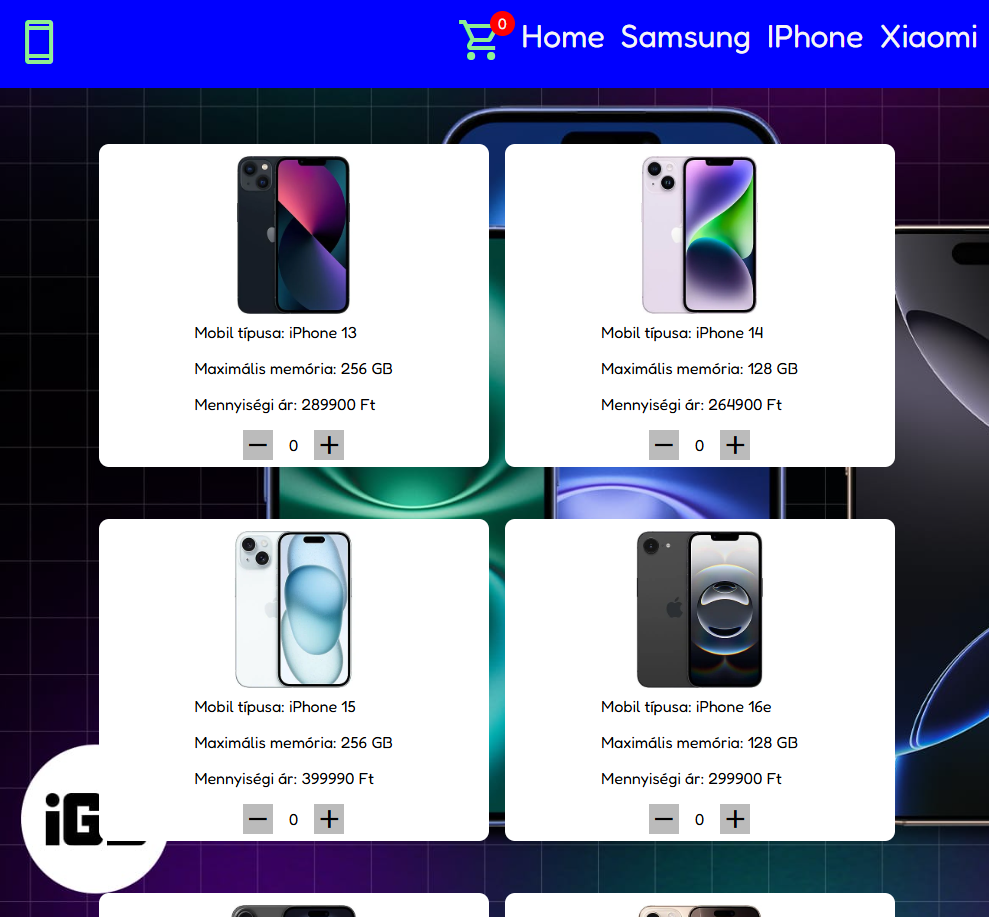 0
Home Samsung IPhone Xiaomi
Mobil típusa: iPhone 13
Maximális memória: 256 GB
Mennyiségi ár: 289900 Ft
− 0 +
Mobil típusa: iPhone 14
Maximális memória: 128 GB
Mennyiségi ár: 264900 Ft
− 0 +
Mobil típusa: iPhone 15
Maximális memória: 256 GB
Mennyiségi ár: 399990 Ft
− 0 +
Mobil típusa: iPhone 16e
Maximális memória: 128 GB
Mennyiségi ár: 299900 Ft
− 0 +